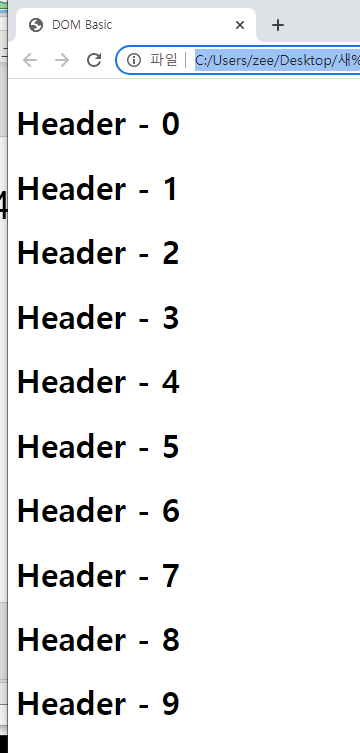 DOM Basic
파일 | C:/Users/zee/Desktop/새%
Header - 0
Header - 1
Header - 2
Header - 3
Header - 4
Header - 5
Header - 6
Header - 7
Header - 8
Header - 9